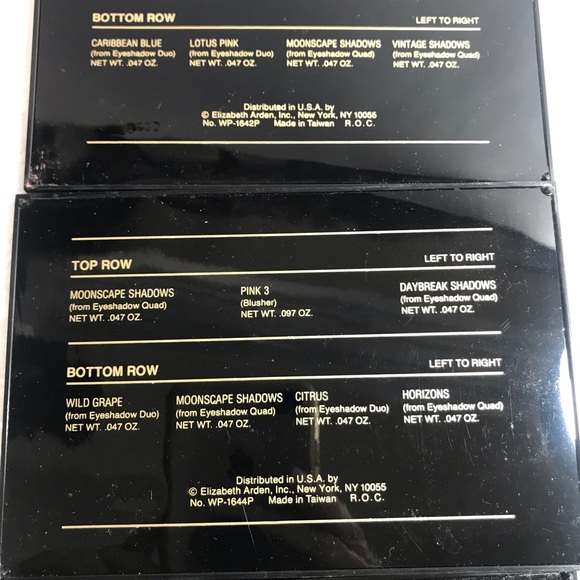 BOTTOM ROW LEFT TO RIGHT
CARIBBEAN BLUE LOTUS PINK MOONSCAPE SHADOWS VINTAGE SHADOWS
(from Eyeshadow Duo) (from Eyeshadow Duo) (from Eyeshadow Quad) (from Eyeshadow Quad)
NET WT. .047 OZ. NET WT. .047 OZ. NET WT. .047 OZ. NET WT. .047 OZ.
Distributed in U.S.A. by
© Elizabeth Arden, Inc., New York, NY 10055
No. WP-1642P Made in Taiwan R.O.C.
TOP ROW LEFT TO RIGHT
MOONSCAPE SHADOWS PINK 3 DAYBREAK SHADOWS
(from Eyeshadow Quad) (Blusher) (from Eyeshadow Quad)
NET WT. .047 OZ. NET WT. .097 OZ. NET WT. .047 OZ.
BOTTOM ROW LEFT TO RIGHT
WILD GRAPE MOONSCAPE SHADOWS CITRUS HORIZONS
(from Eyeshadow Duo) (from Eyeshadow Quad) (from Eyeshadow Duo) (from Eyeshadow Quad)
NET WT. .047 OZ. NET WT. .047 OZ. NET WT. .047 OZ. NET WT. .047 OZ.
Distributed in U.S.A. by
© Elizabeth Arden, Inc., New York, NY 10055
No. WP-1644P Made in Taiwan R.O.C.